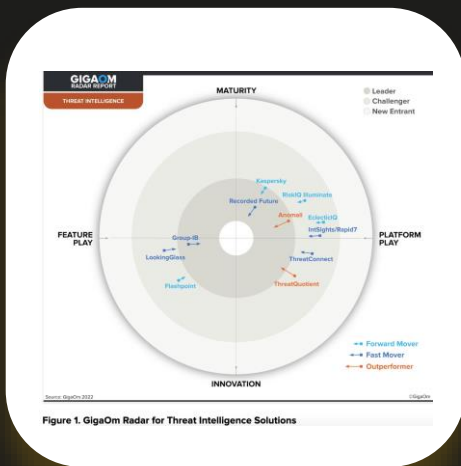 GIGAOM
RADAR REPORT
THREAT INTELLIGENCE
MATURITY
Leader
Challenger
New Entrant
Kaspersky
RiskIQ Illuminate
Recorded Future
Anomali
EclecticIQ
IntSights/Rapid7
FEATURE
PLAY
PLATFORM
PLAY
Group-IB
LookingGlass
ThreatConnect
Flashpoint
ThreatQuotient
Forward Mover
Fast Mover
Outperformer
INNOVATION
Source: GigaOm 2022
©GigaOm
Figure 1. GigaOm Radar for Threat Intelligence Solutions